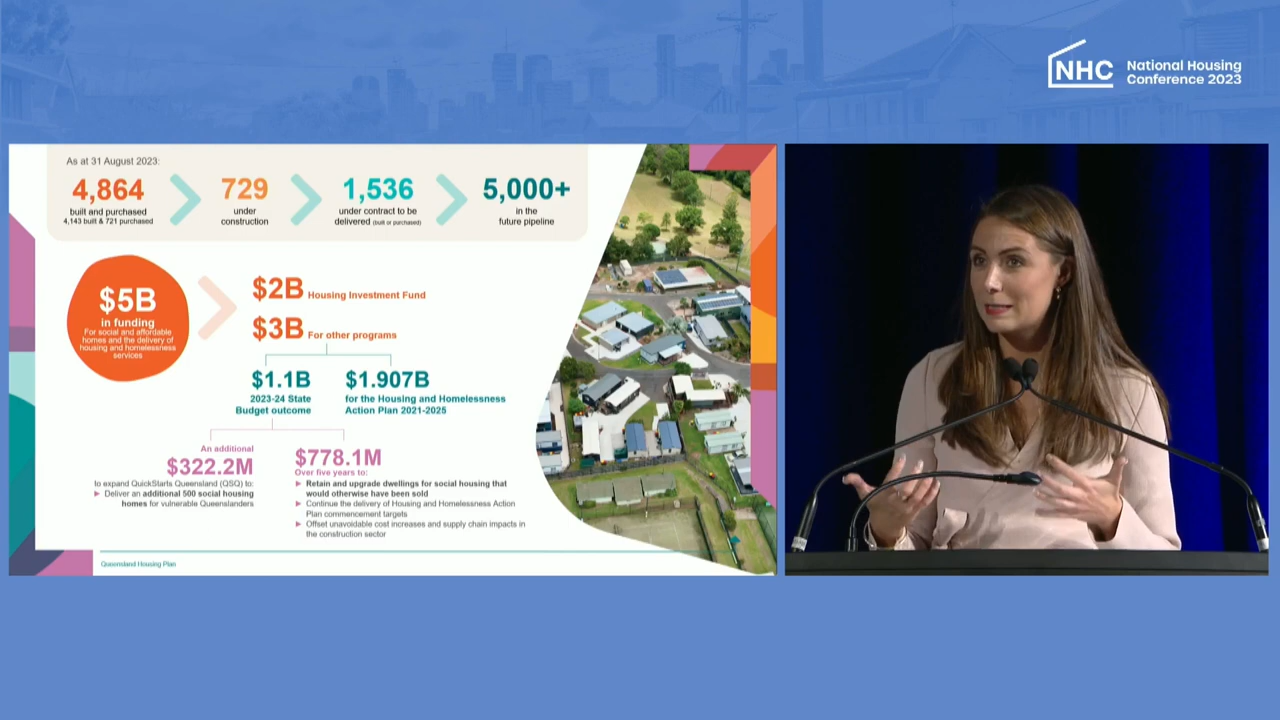 NHC
National Housing
Conference 2023
As at 31 August 2023:
4,864
built and purchased
4,143 built & 721 purchased
729
under
construction
1,536
under contract to be
delivered (built or purchased)
5,000+
in the
future pipeline
$5B
in funding
For social and affordable
homes and the delivery of
housing and homelessness
services
$2B Housing Investment Fund
$3B For other programs
$1.1B
2023-24 State
Budget outcome
$1.907B
for the Housing and Homelessness
Action Plan 2021-2025
An additional
$322.2M
to expand QuickStarts Queensland (QSQ) to:
Deliver an additional 500 social housing
homes for vulnerable Queenslanders
$778.1M
Over five years to:
Retain and upgrade dwellings for social housing that
would otherwise have been sold
Continue the delivery of Housing and Homelessness Action
Plan commencement targets
Offset unavoidable cost increases and supply chain impacts in
the construction sector
Queensland Housing Plan